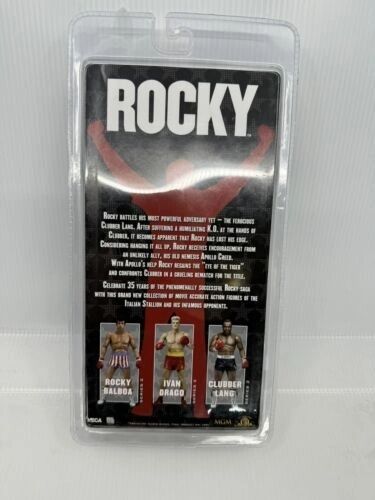 ROCKY
ROCKY BATTLES HIS MOST POWERFUL ADVERSARY YET – THE FEROCIOUS
CLUBBER LANG. AFTER SUFFERING A HUMILIATING K.O. AT THE HANDS OF
CLUBBER, IT BECOMES APPARENT THAT ROCKY HAS LOST HIS EDGE.
CONSIDERING HANGING IT ALL UP, ROCKY RECEIVES ENCOURAGEMENT FROM
AN UNLIKELY ALLY, HIS OLD NEMESIS APOLLO CREED.
WITH APOLLO'S HELP ROCKY REGAINS THE "EYE OF THE TIGER"
AND CONFRONTS CLUBBER IN A GRUELING REMATCH FOR THE TITLE.
CELEBRATE 35 YEARS OF THE PHENOMENALLY SUCCESSFUL ROCKY SAGA
WITH THIS BRAND NEW COLLECTION OF MOVIE ACCURATE ACTION FIGURES OF THE
ITALIAN STALLION AND HIS INFAMOUS OPPONENTS.
ROCKY
BALBOA
SERIES 2
IVAN
DRAGO
SERIES 2
CLUBBER
LANG
NECA
MGM